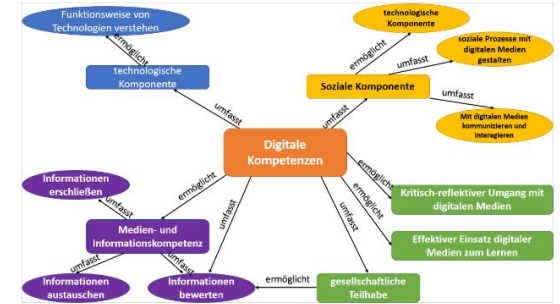 Funktionsweise von
Technologien verstehen
ermöglicht
technologische
Komponente
umfasst
technologische
Komponente
ermöglicht
soziale Prozesse mit
digitalen Medien
gestalten
umfasst
Soziale Komponente
umfasst
Mit digitalen Medien
kommunizieren und
interagieren
umfasst
Digitale
Kompetenzen
ermöglicht
Kritisch-reflektiver Umgang mit
digitalen Medien
ermöglicht
Effektiver Einsatz digitaler
Medien zum Lernen
Informationen
erschließen
ermöglicht
umfasst
umfasst
umfasst
Medien- und
Informationskompetenz
umfasst
umfasst
Informationen
austauschen
Informationen
bewerten
ermöglicht
gesellschaftliche
Teilhabe